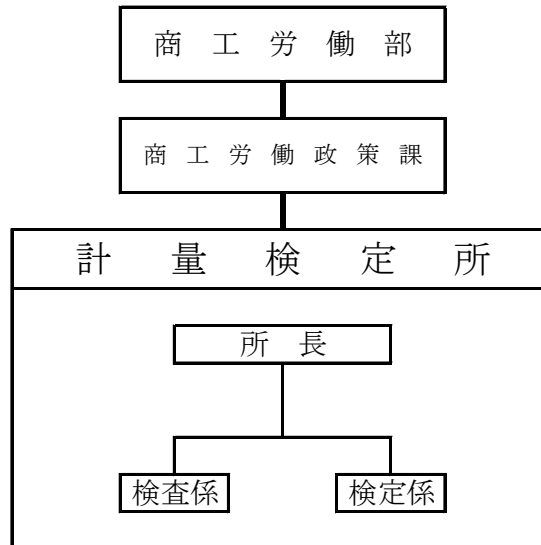 商工労働部
商工労働政策課
計量検定所
所長
検査係
検定係